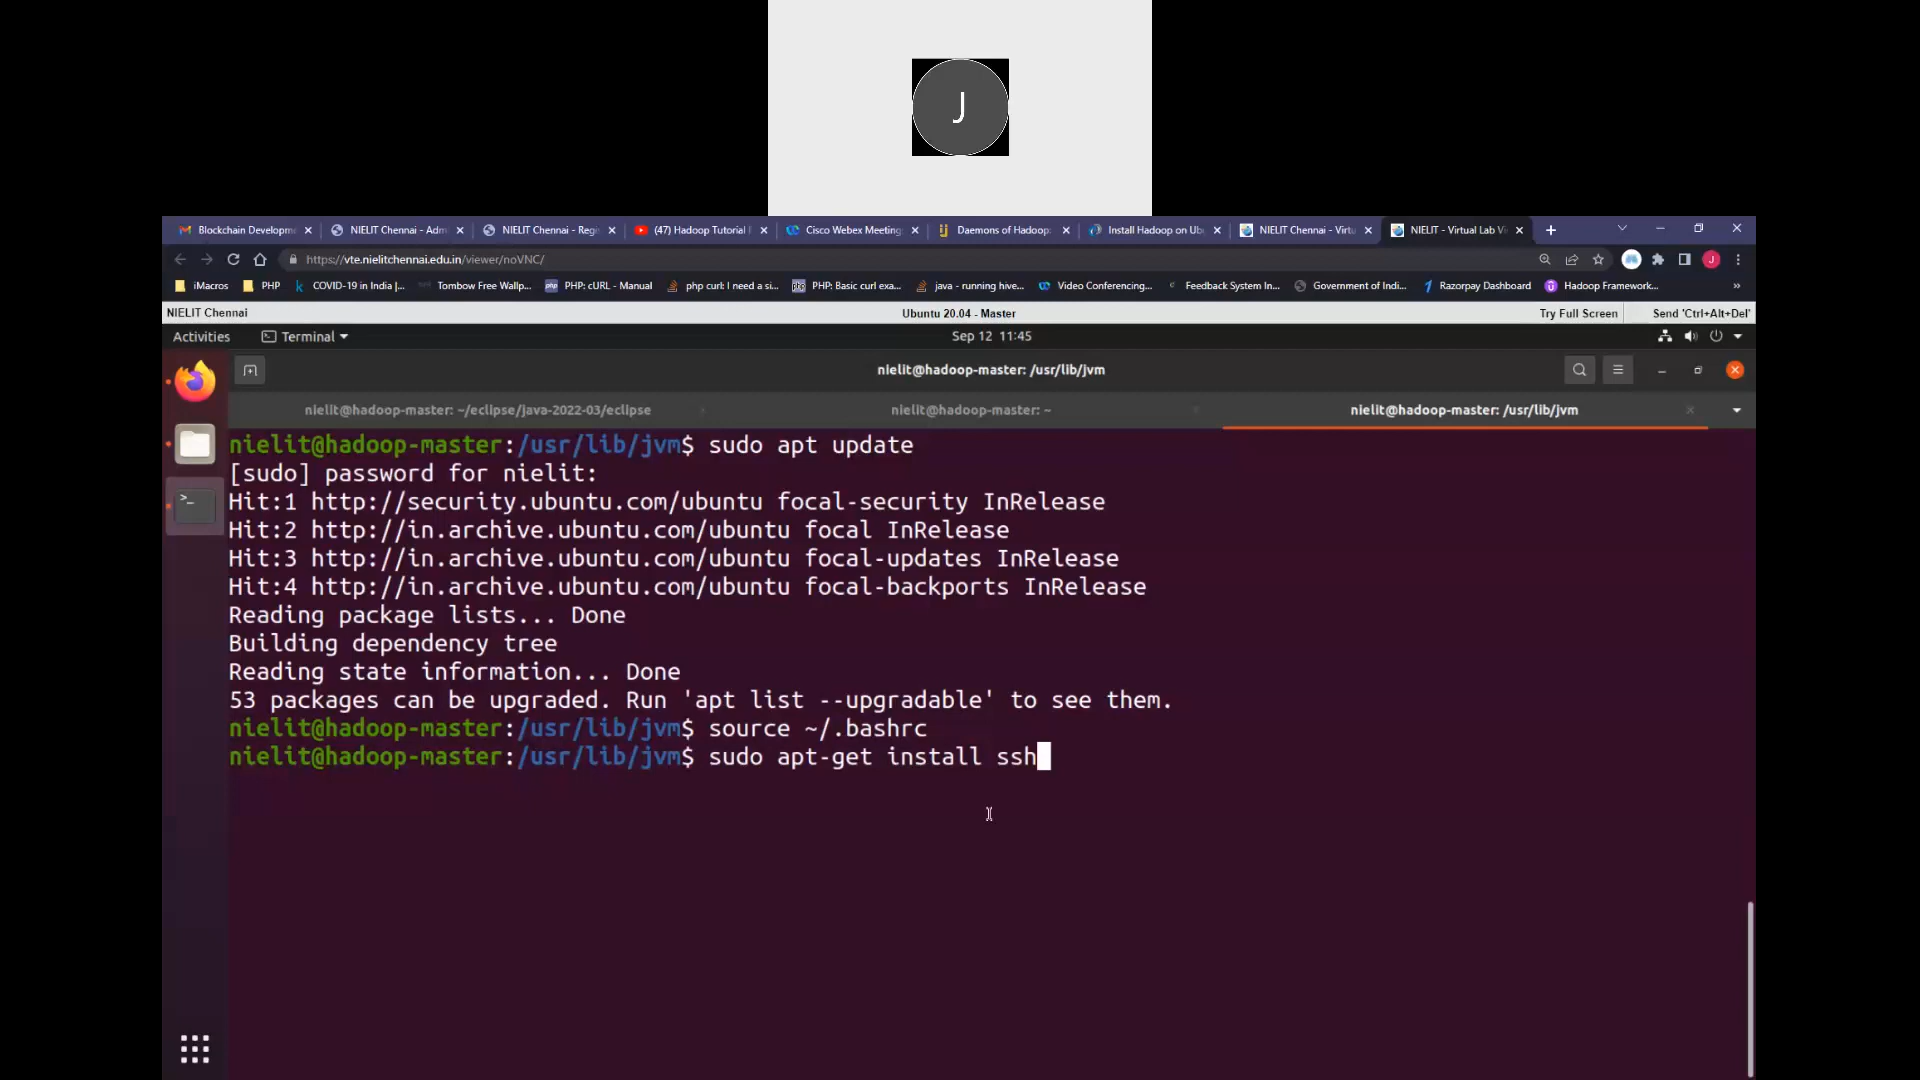 J
Blockchain Developm
NIELIT Chennai - Adm
NIELIT Chennai - Regi
(47) Hadoop Tutorial
Cisco Webex Meeting
Daemons of Hadoop
Install Hadoop on Ub
NIELIT Chennai - Virtu
NIELIT - Virtual Lab Vi
https://vte.nielitchennai.edu.in/viewer/noVNC/
J
iMacros
PHP
COVID-19 in India |...
Tombow Free Wallp...
PHP: cURL - Manual
php curl: I need a si...
PHP: Basic curl exa...
java - running hive...
Video Conferencing...
Feedback System In...
Government of Indi...
Razorpay Dashboard
Hadoop Framework...
»
NIELIT Chennai
Ubuntu 20.04 - Master
Try Full Screen
Send 'Ctrl+Alt+Del'
Activities
Terminal
Sep 12 11:45
nielit@hadoop-master: /usr/lib/jvm
nielit@hadoop-master: ~/eclipse/java-2022-03/eclipse
nielit@hadoop-master: ~
nielit@hadoop-master: /usr/lib/jvm
nielit@hadoop-master:/usr/lib/jvm$ sudo apt update
[sudo] password for nielit:
Hit:1 http://security.ubuntu.com/ubuntu focal-security InRelease
Hit:2 http://in.archive.ubuntu.com/ubuntu focal InRelease
Hit:3 http://in.archive.ubuntu.com/ubuntu focal-updates InRelease
Hit:4 http://in.archive.ubuntu.com/ubuntu focal-backports InRelease
Reading package lists... Done
Building dependency tree
Reading state information... Done
53 packages can be upgraded. Run 'apt list --upgradable' to see them.
nielit@hadoop-master:/usr/lib/jvm$ source ~/.bashrc
nielit@hadoop-master:/usr/lib/jvm$ sudo apt-get install ssh